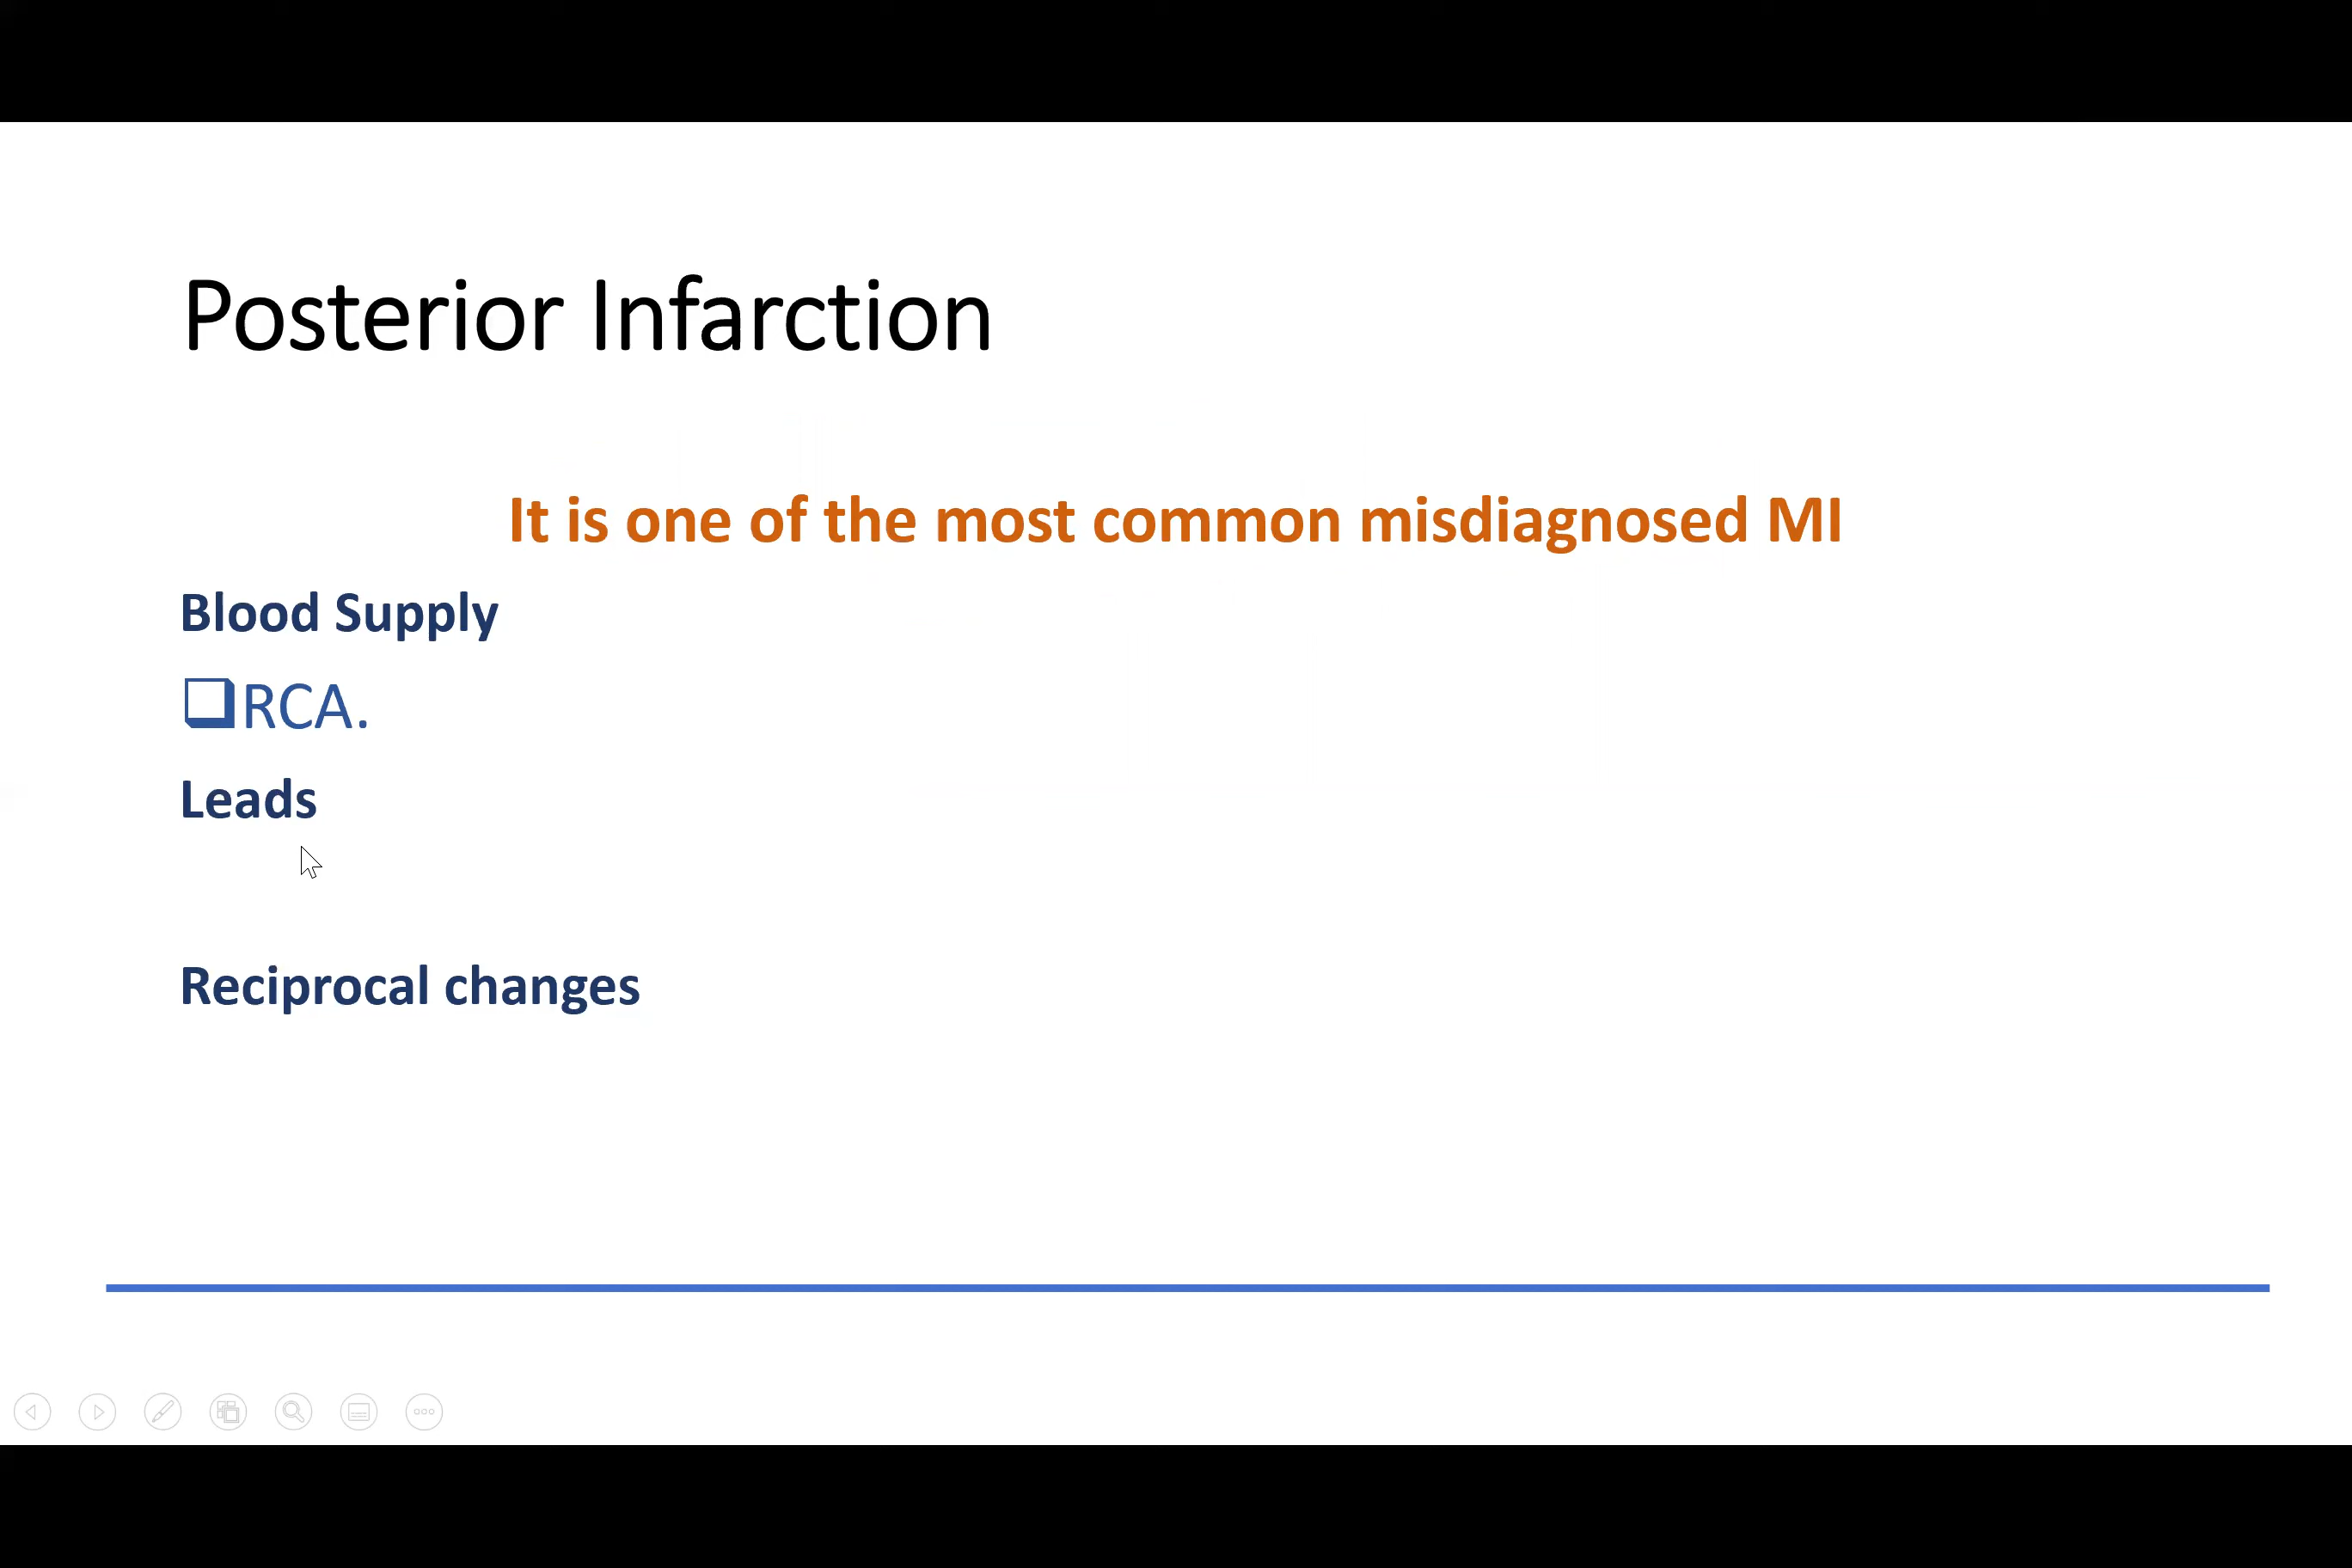 Posterior Infarction
It is one of the most common misdiagnosed MI
Blood Supply
RCA.
Leads
Reciprocal changes